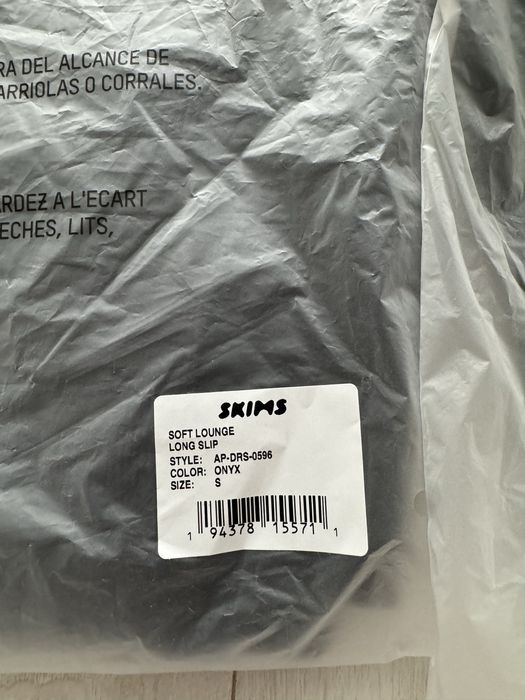 RA DEL ALCANCE DE
ARRIOLAS O CORRALES.
RDEZ A L'ECART
ECHES, LITS,
SKIMS
SOFT LOUNGE
LONG SLIP
STYLE: AP-DRS-0596
COLOR: ONYX
SIZE: S
1 94378 15571 1